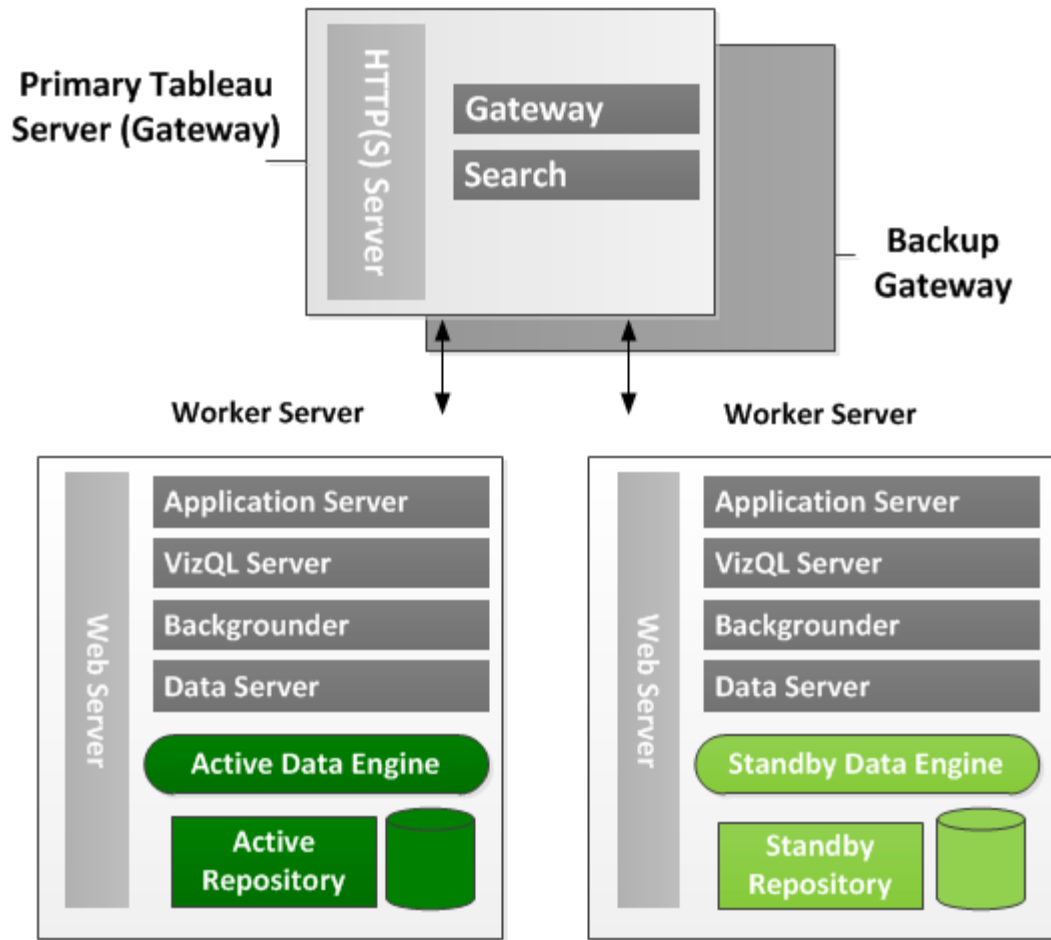 Primary Tableau
Server (Gateway)
HTTP(S) Server
Gateway
Search
Backup
Gateway
Worker Server
Web Server
Application Server
VizQL Server
Backgrounder
Data Server
Active Data Engine
Active
Repository
Worker Server
Web Server
Application Server
VizQL Server
Backgrounder
Data Server
Standby Data Engine
Standby
Repository